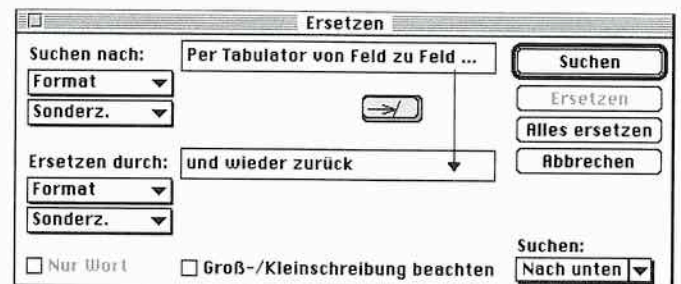 Ersetzen
Suchen nach:
Per Tabulator von Feld zu Feld ...
Suchen
Format
Ersetzen
Sonderz.
Alles ersetzen
Ersetzen durch:
und wieder zurück
Abbrechen
Format
Sonderz.
Suchen:
Nur Wort
Groß-/Kleinschreibung beachten
Nach unten